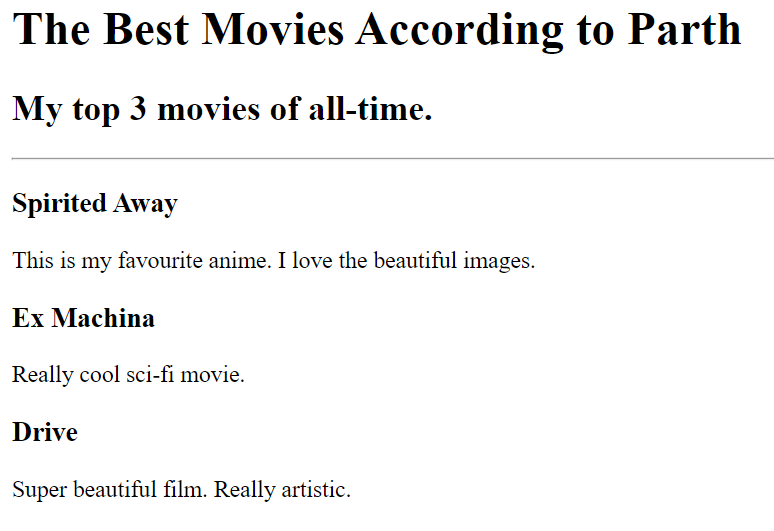 The Best Movies According to Parth
My top 3 movies of all-time.
Spirited Away
This is my favourite anime. I love the beautiful images.
Ex Machina
Really cool sci-fi movie.
Drive
Super beautiful film. Really artistic.